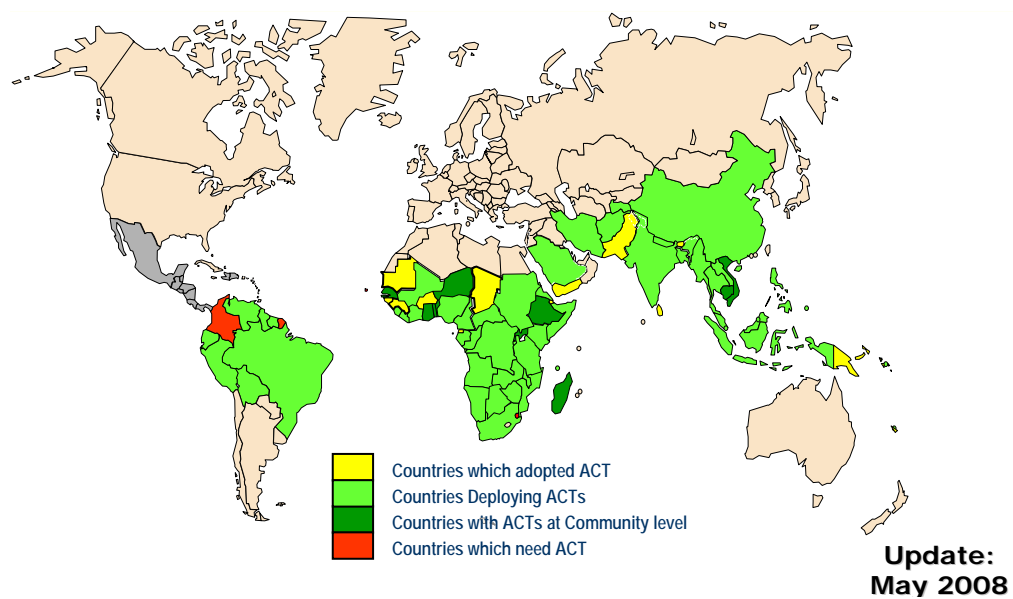 Countries which adopted ACT
Countries Deploying ACTs
Countries with ACTs at Community level
Countries which need ACT
Update:
May 2008